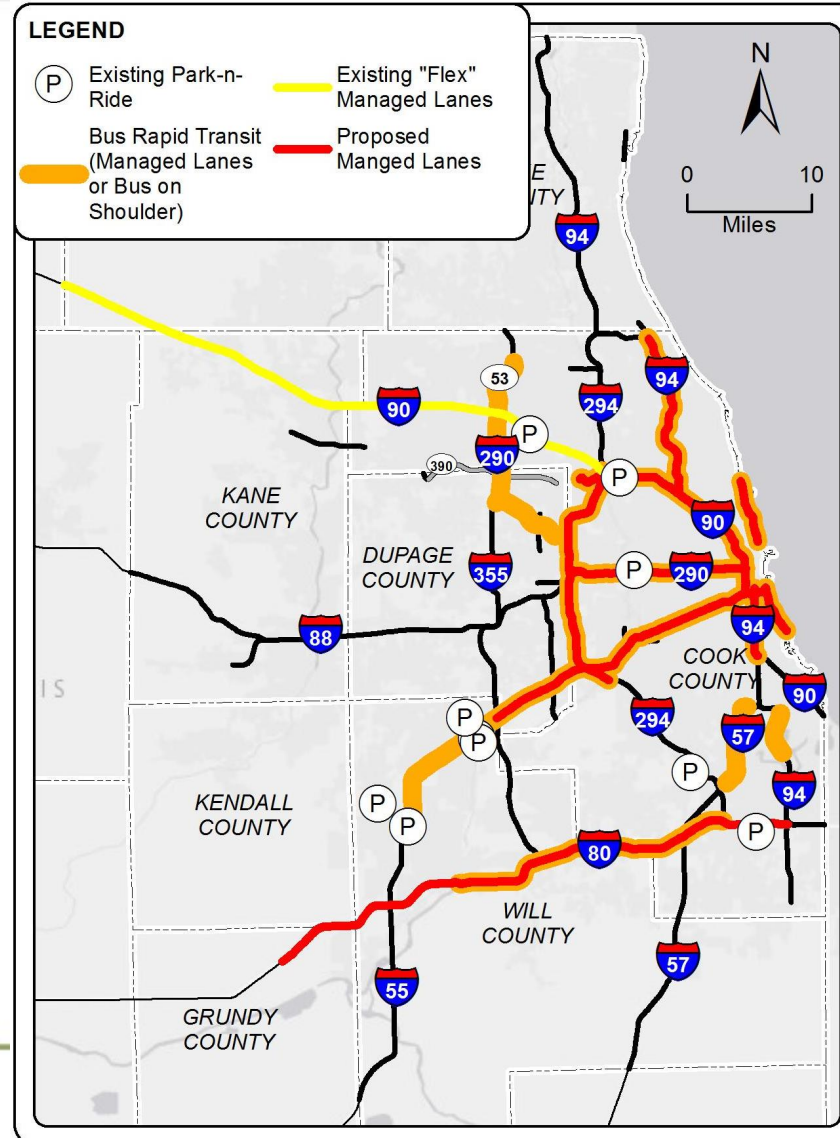 LEGEND
P
Existing Park-n-
Ride
Existing "Flex"
Managed Lanes
Bus Rapid Transit
(Managed Lanes
or Bus on
Shoulder)
Proposed
Manged Lanes
N
0 10
Miles
94
53
94
90
294
P
290
390
P
KANE
COUNTY
90
DUPAGE
COUNTY
355
P
290
88
94
COOK
COUNTY
90
P
294
57
P
P
94
KENDALL
COUNTY
P
P
P
80
WILL
COUNTY
57
55
GRUNDY
COUNTY